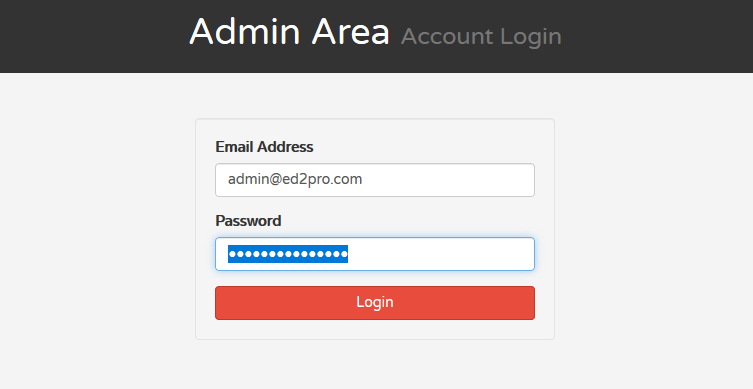 Admin Area Account Login
Email Address
admin@ed2pro.com
Password
•••••••••••••••
Login